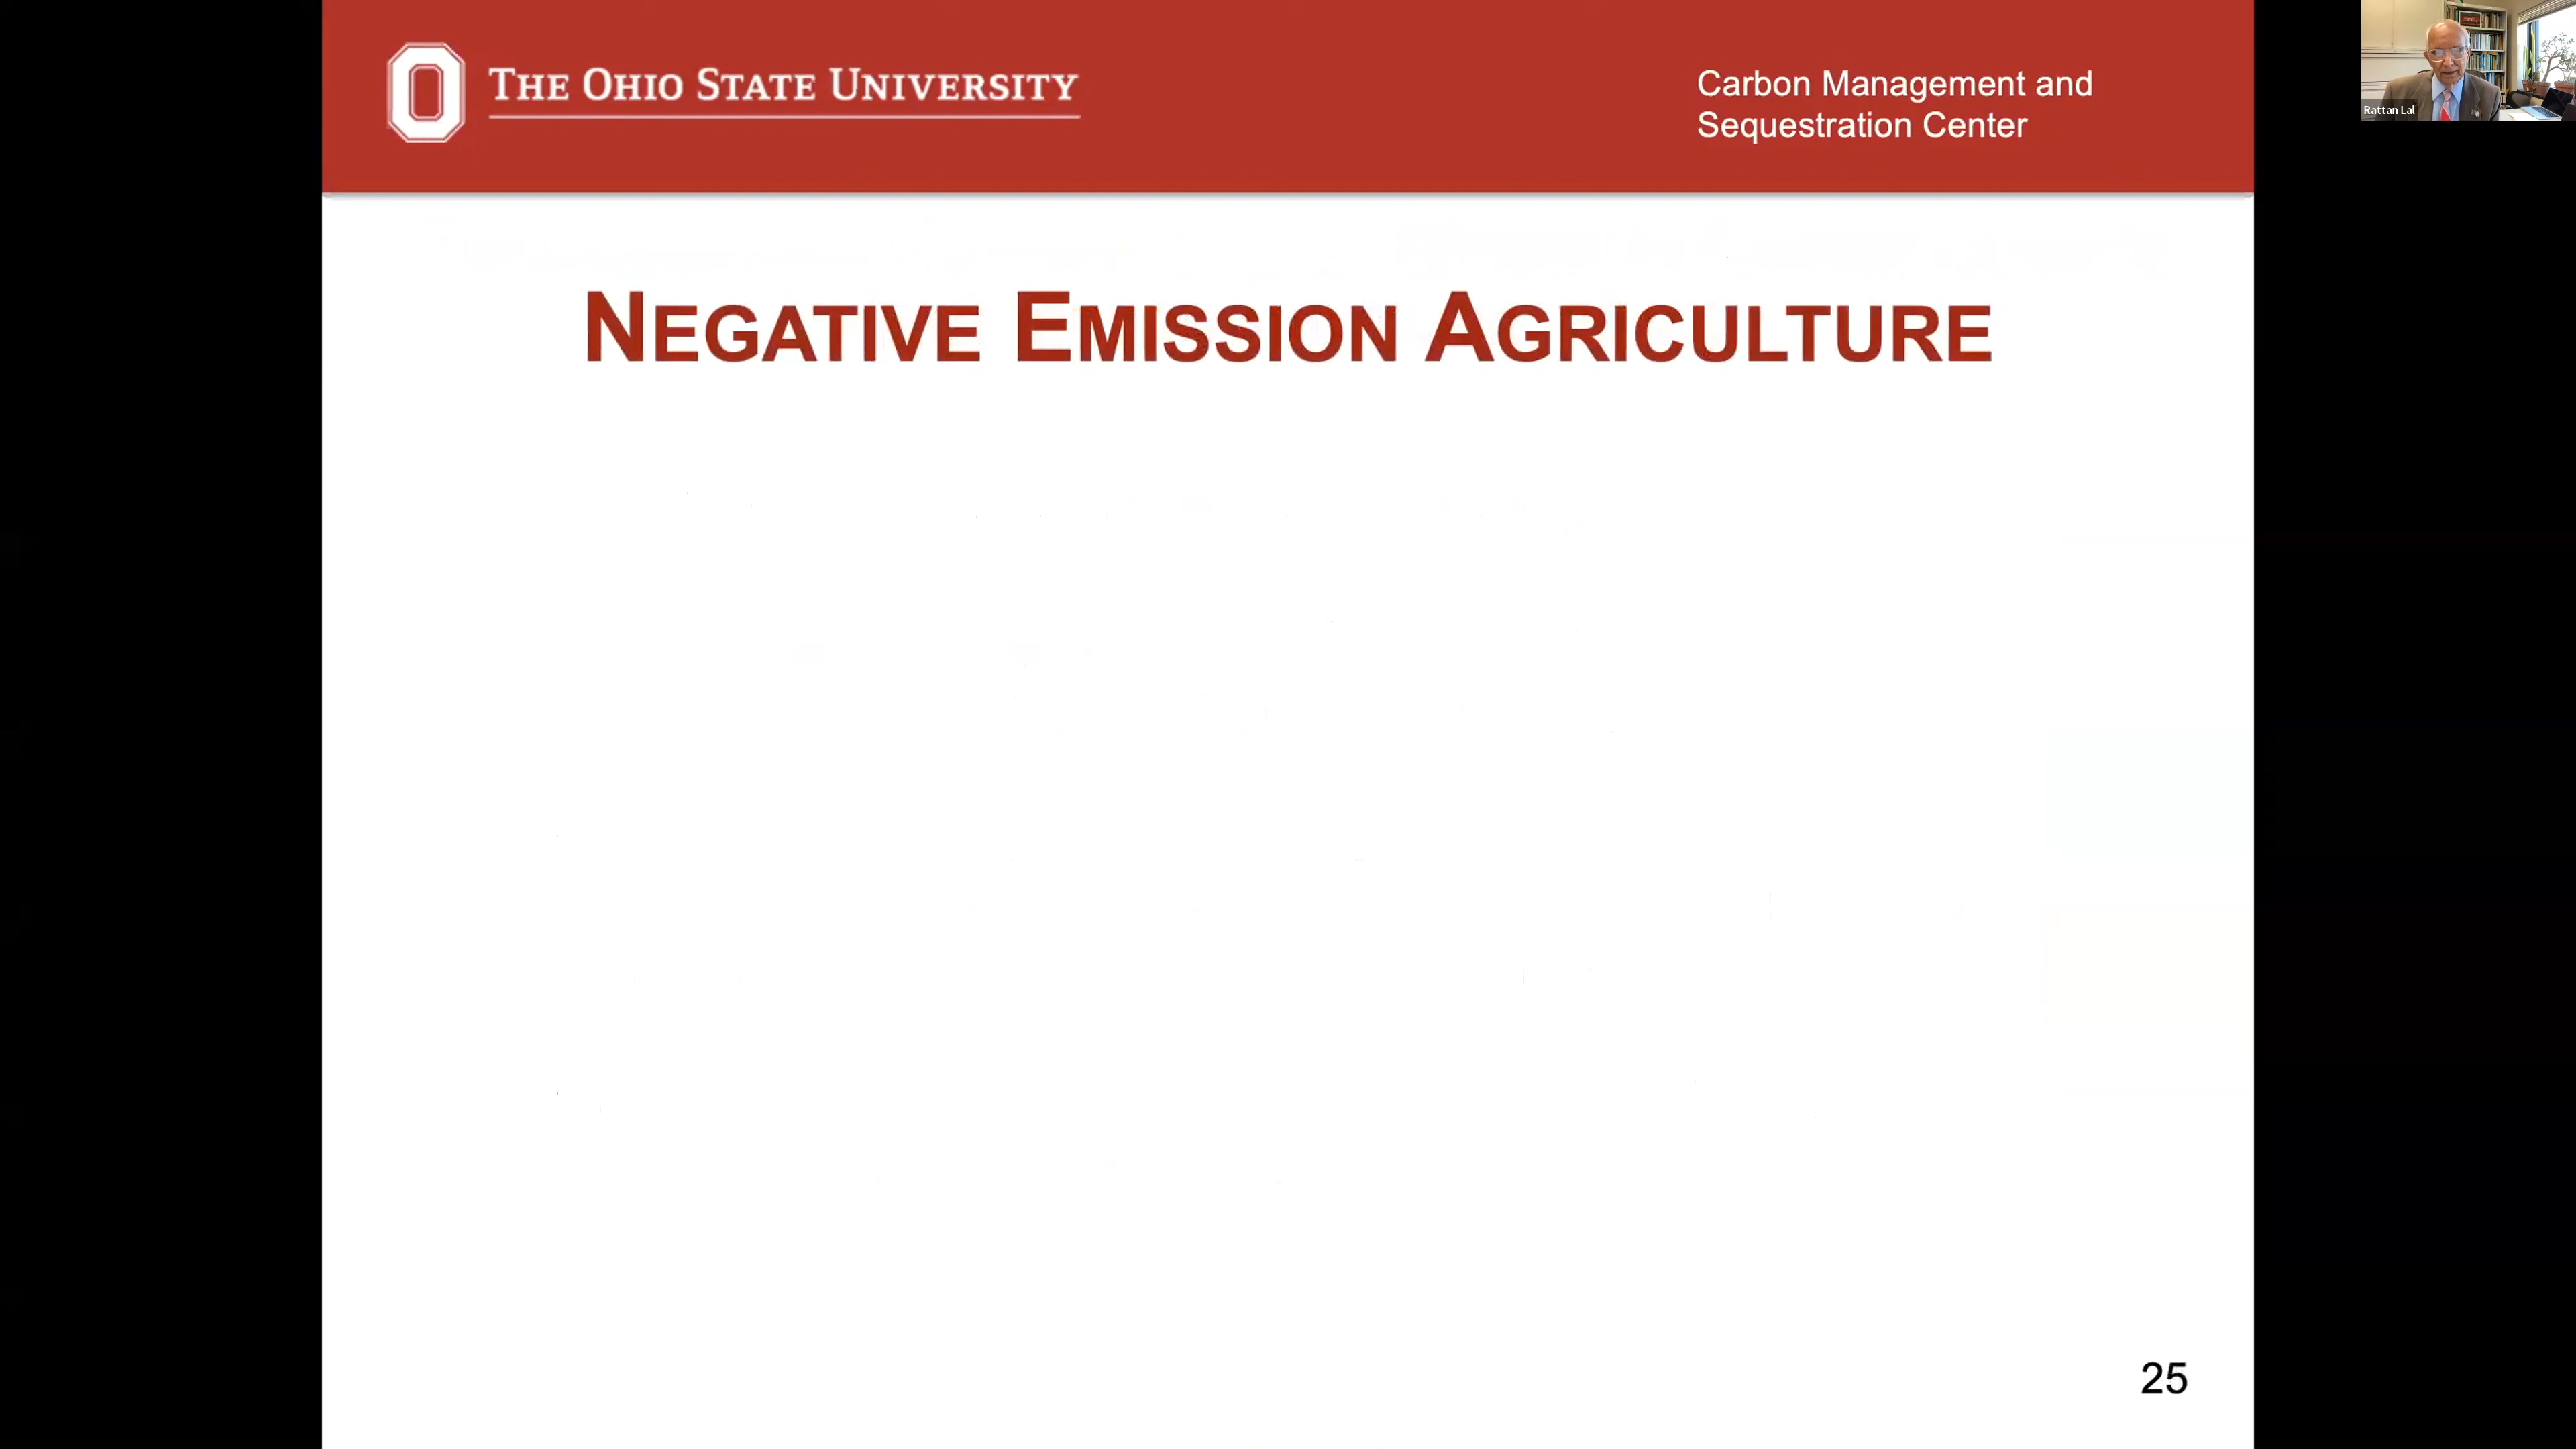 THE OHIO STATE UNIVERSITY
Carbon Management and
Sequestration Center
Rattan Lal
NEGATIVE EMISSION AGRICULTURE
25